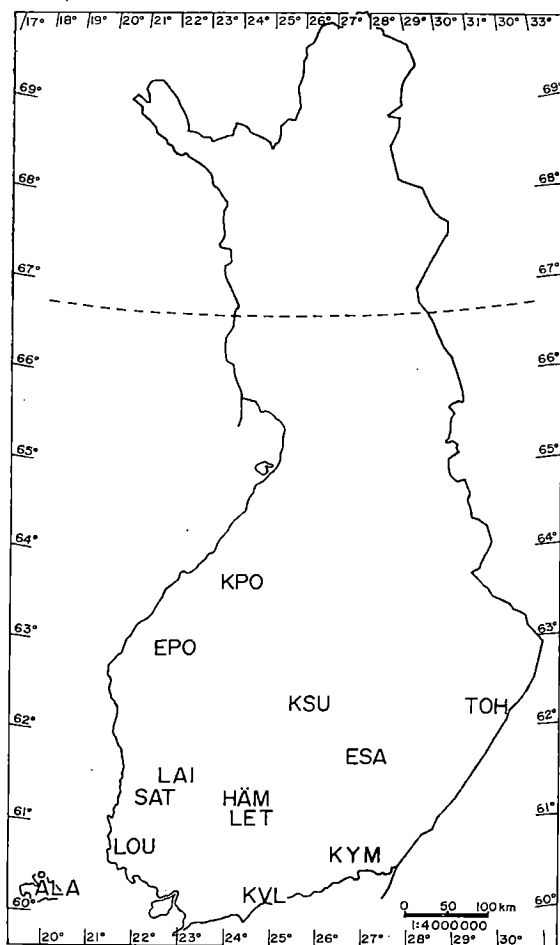 17° 18° 19° 20° 21° 22° 23° 24° 25° 26° 27° 28° 29° 30° 31° 33°
69° 69°
68° 68°
67° 67°
66° 66°
65° 65°
64° 64°
KPO
63° 63°
EPO
KSU TOH
62° 62°
ESA
LAI
SAT HÄM
61° LET 61°
LOU KYM
ALA KVL
60° 60°
0 50 100 km
1:4000000
20° 21° 22° 23° 24° 25° 26° 27° 28° 29° 30°